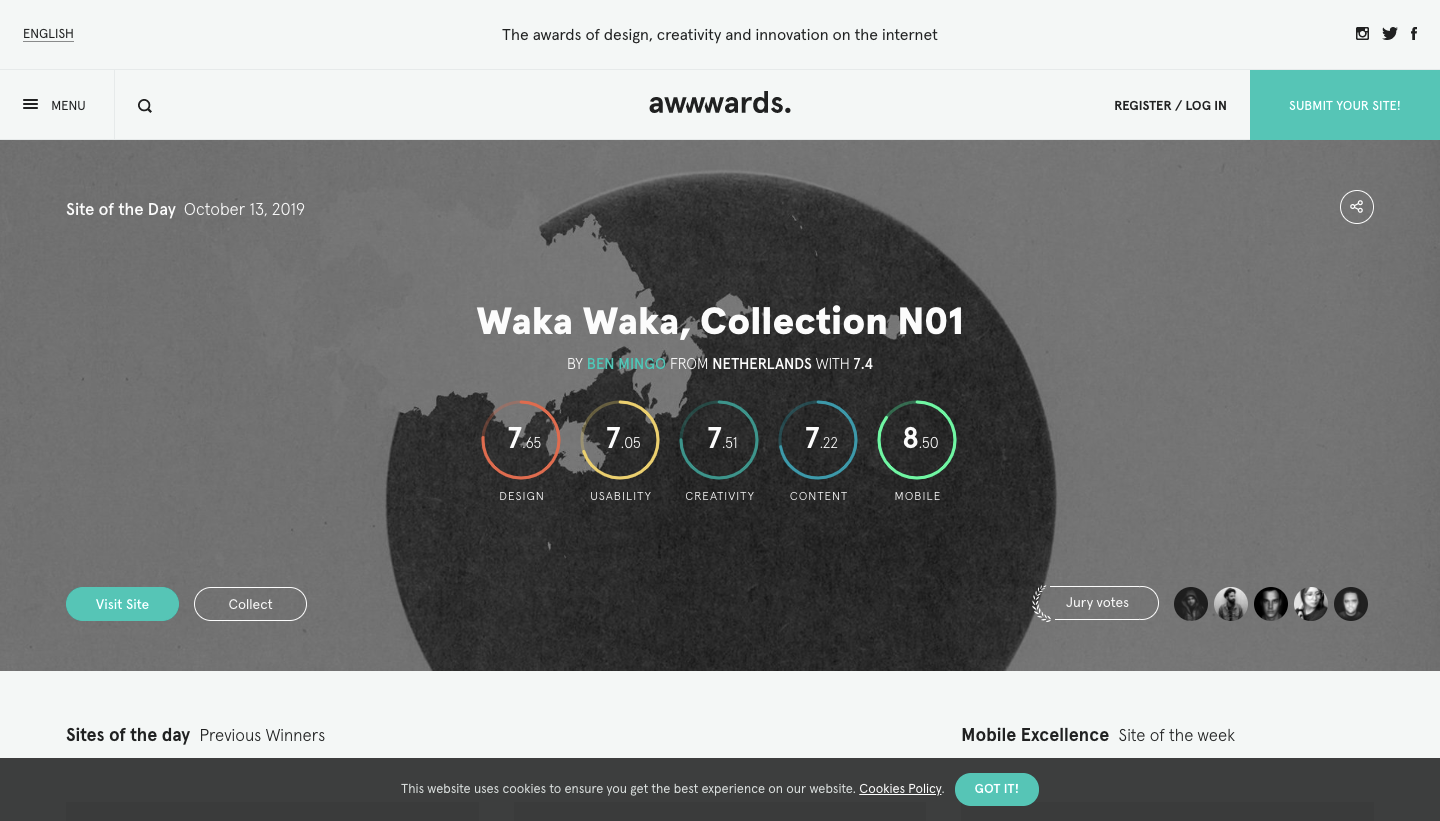 ENGLISH
The awards of design, creativity and innovation on the internet
MENU
awwwards.
REGISTER / LOG IN
SUBMIT YOUR SITE!
Site of the Day October 13, 2019
Waka Waka, Collection N01
BY BEN MINGO FROM NETHERLANDS WITH 7.4
7.65 7.05 7.51 7.22 8.50
DESIGN USABILITY CREATIVITY CONTENT MOBILE
Visit Site
Collect
Jury votes
Sites of the day Previous Winners
Mobile Excellence Site of the week
This website uses cookies to ensure you get the best experience on our website. Cookies Policy.
GOT IT!